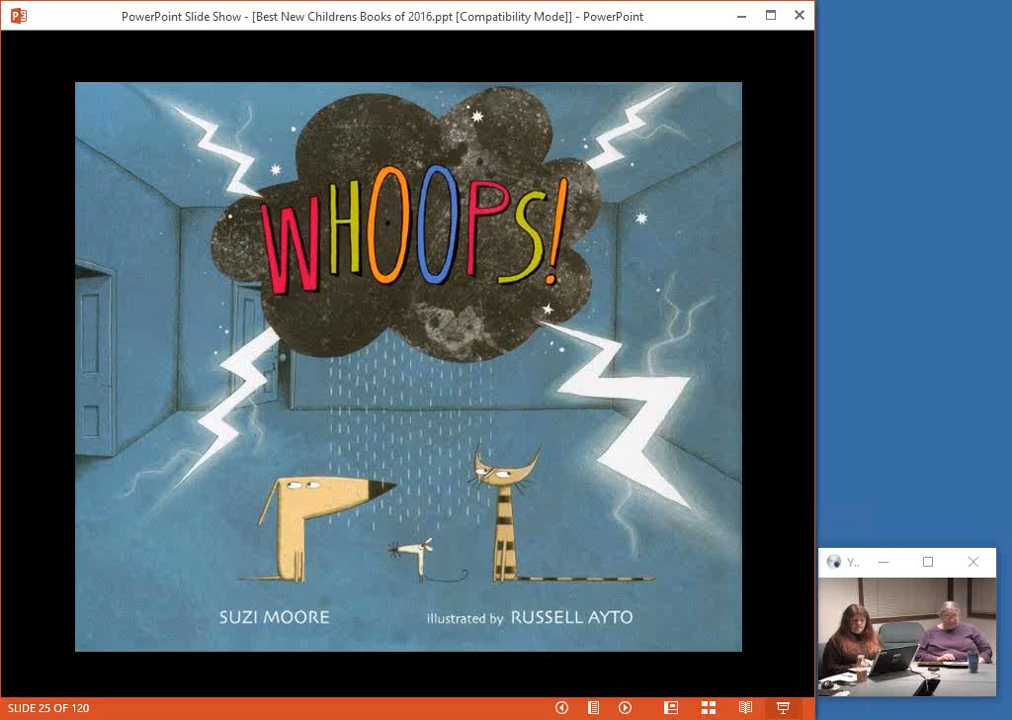 PowerPoint Slide Show - [Best New Childrens Books of 2016.ppt [Compatibility Mode]] - PowerPoint
WHOOPS!
SUZI MOORE
illustrated by RUSSELL AYTO
Y..
SLIDE 25 OF 120